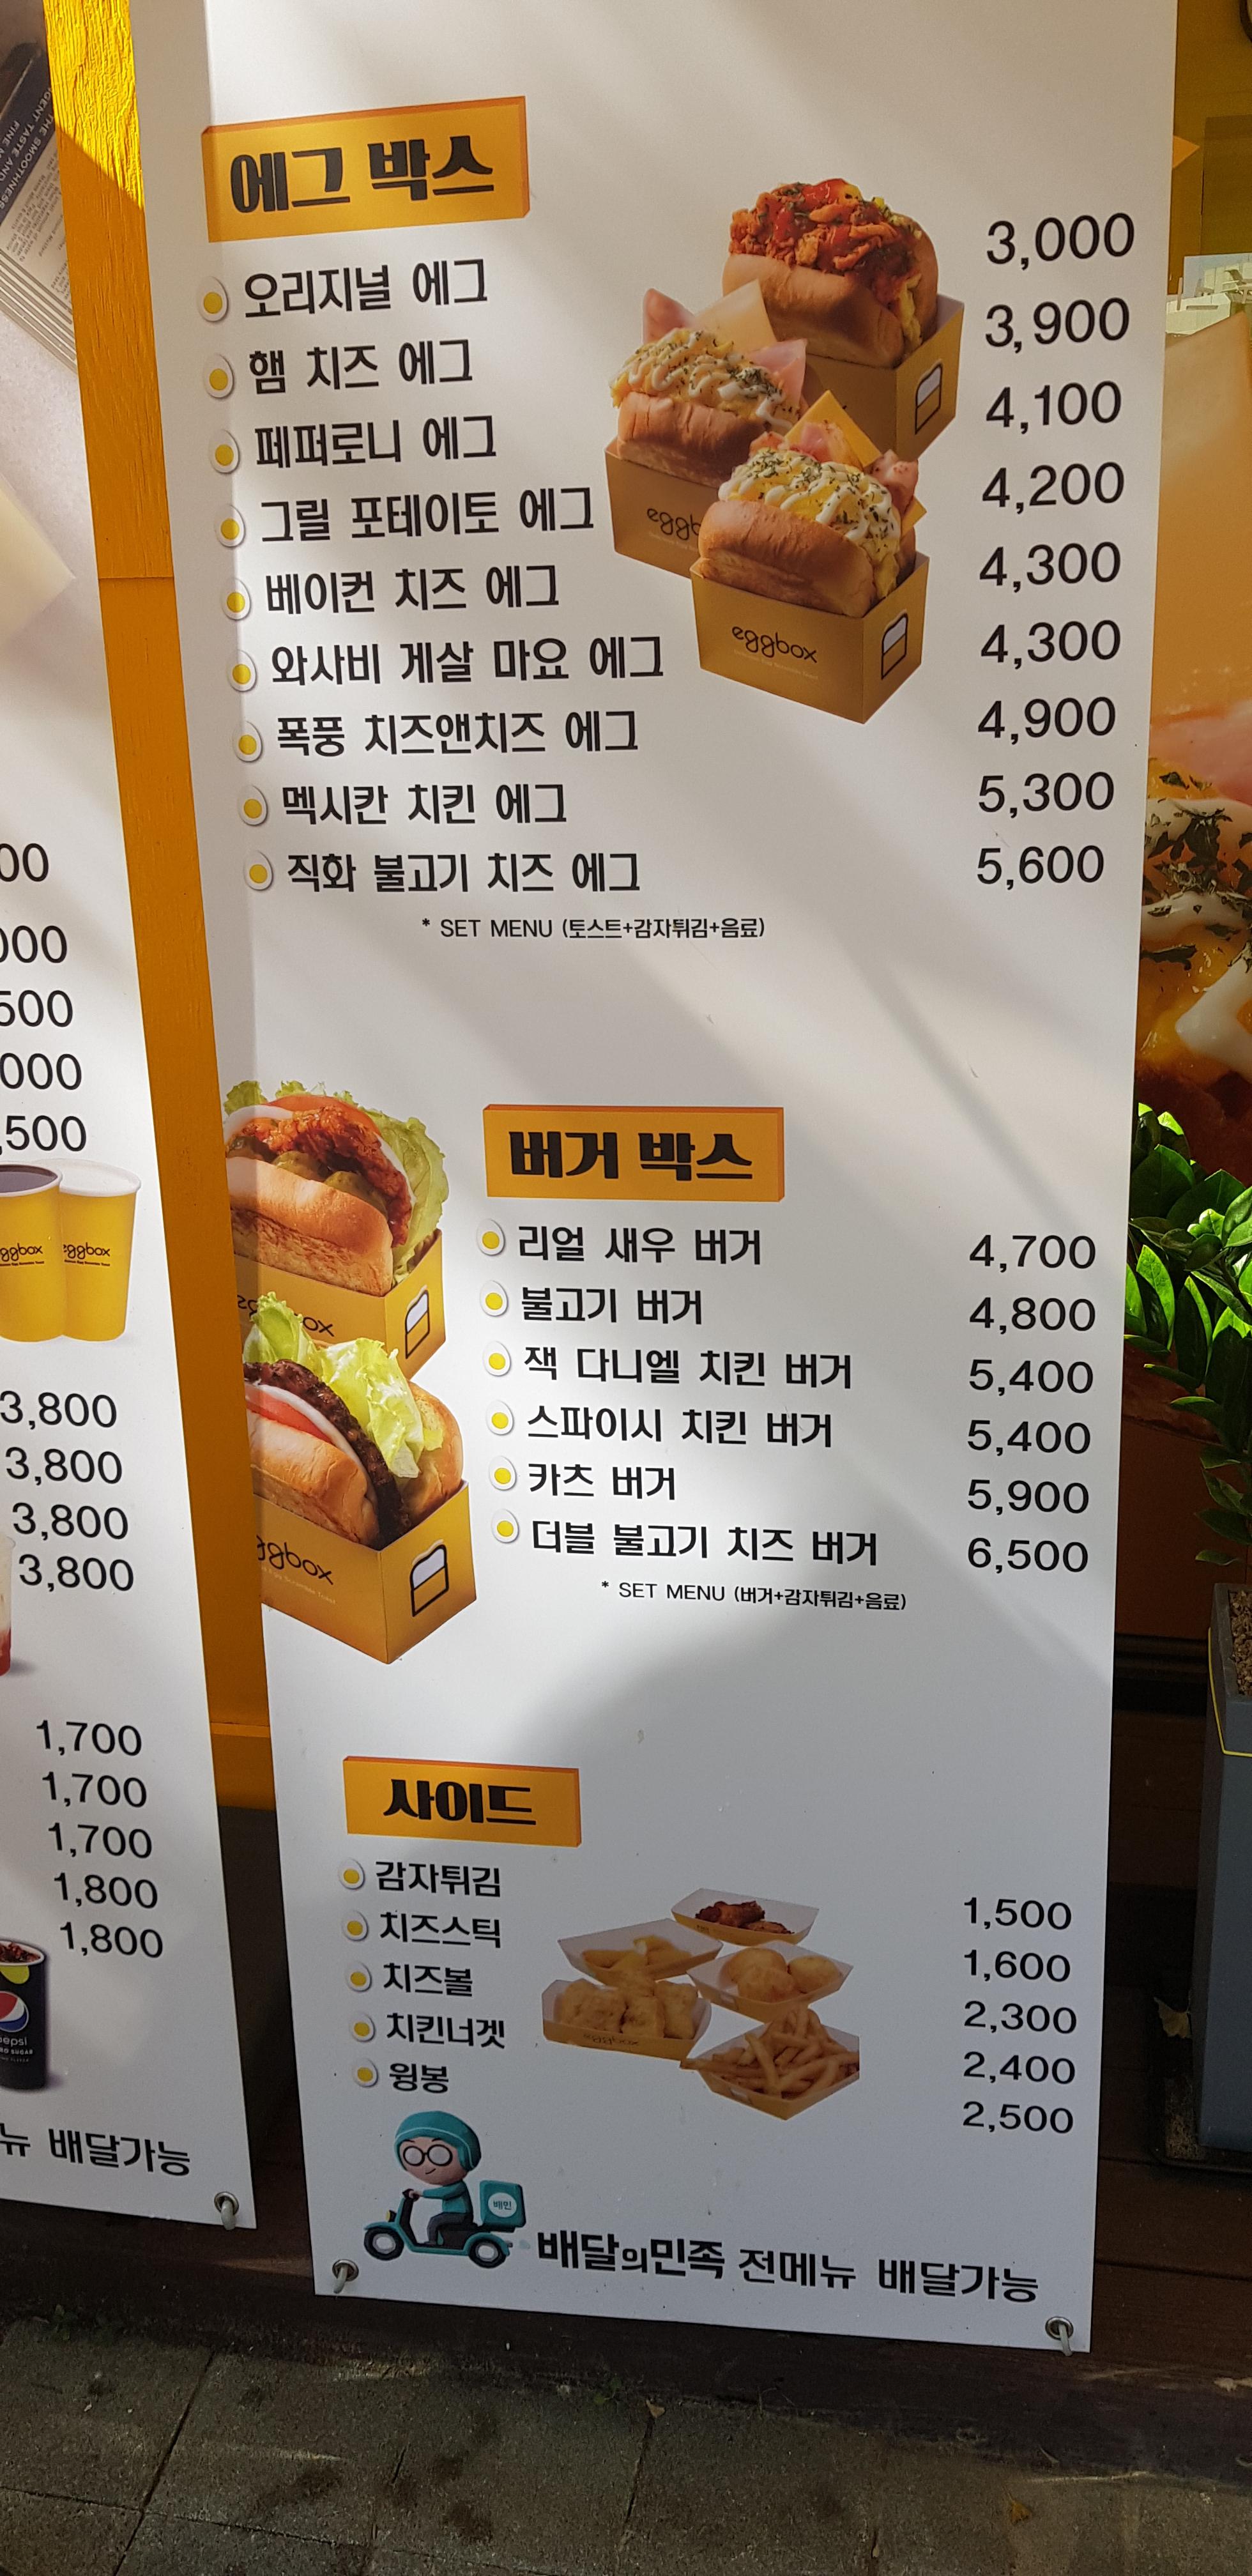 에그 박스
오리지널 에그 3,000
햄 치즈 에그 3,900
페퍼로니 에그 4,100
그릴 포테이토 에그 4,200
베이컨 치즈 에그 4,300
와사비 게살 마요 에그 4,300
폭풍 치즈앤치즈 에그 4,900
멕시칸 치킨 에그 5,300
직화 불고기 치즈 에그 5,600
* SET MENU (토스트+감자튀김+음료)
eggbox
버거 박스
리얼 새우 버거 4,700
불고기 버거 4,800
잭 다니엘 치킨 버거 5,400
스파이시 치킨 버거 5,400
카츠 버거 5,900
더블 불고기 치즈 버거 6,500
* SET MENU (버거+감자튀김+음료)
사이드
감자튀김 1,500
치즈스틱 1,600
치즈볼 2,300
치킨너겟 2,400
윙봉 2,500
배민
배달의민족 전메뉴 배달가능
THE SMOOTHNESS
eggbox
3,800
3,800
3,800
3,800
1,700
1,700
1,700
1,800
1,800
배달가능